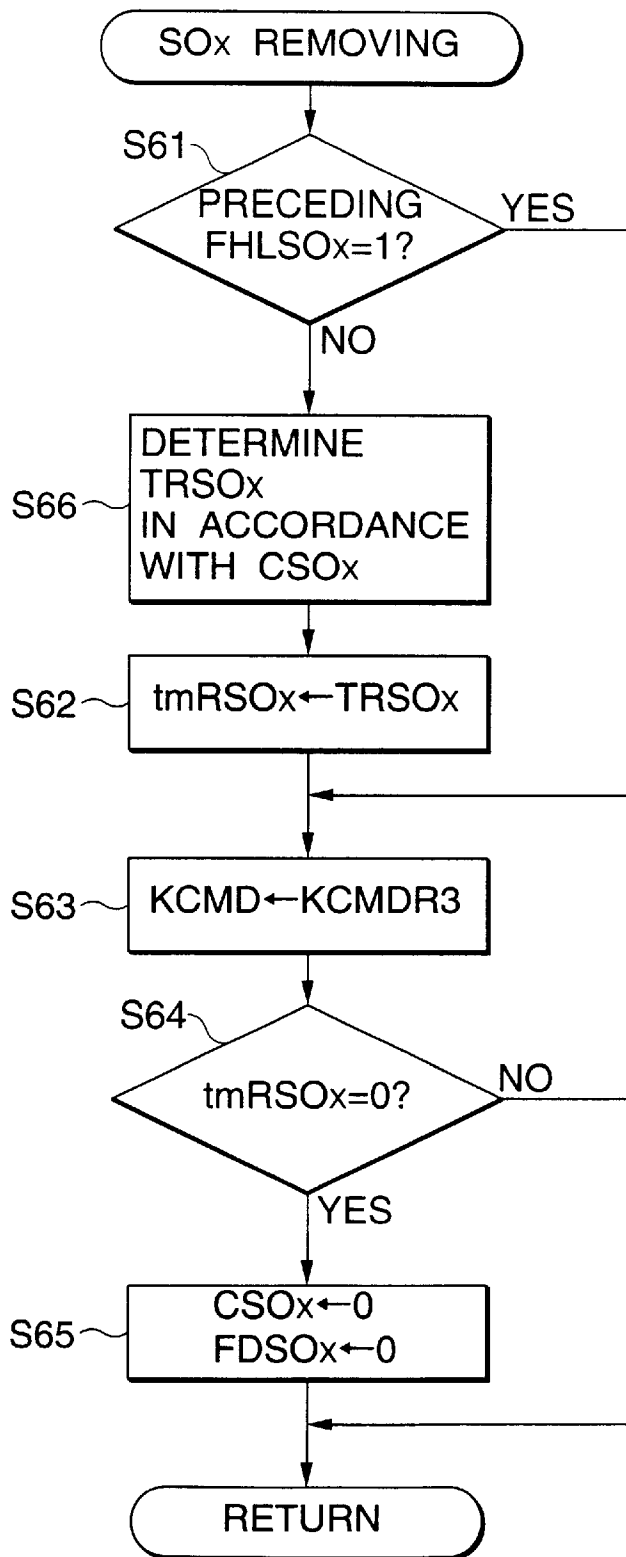 SOx REMOVING
S61
PRECEDING
FHLSOx=1?
YES
NO
S66
DETERMINE
TRSOx
IN ACCORDANCE
WITH CSOx
S62
tmRSOx←TRSOx
S63
KCMD←KCMDR3
S64
tmRSOx=0?
NO
YES
S65
CSOx←0
FDSOx←0
RETURN